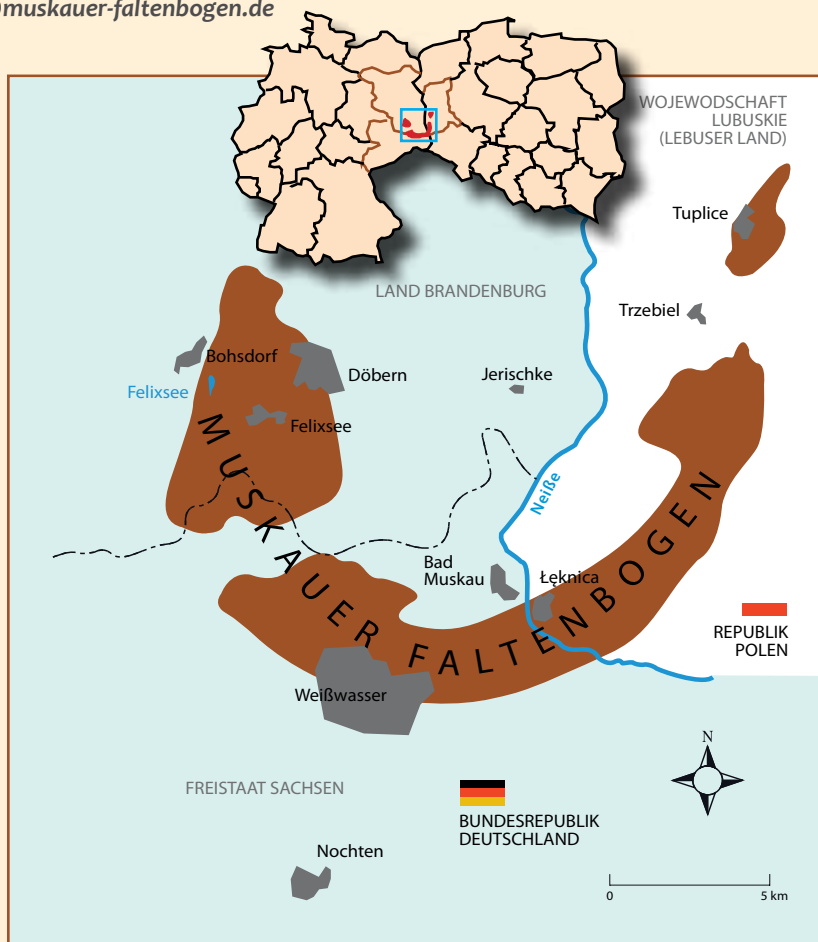 muskauer-faltenbogen.de
WOJEWODSCHAFT
LUBUSKIE
(LEBUSER LAND)
Tuplice
LAND BRANDENBURG
Trzebiel
Bohsdorf
Döbern
Jerischke
Felixsee
Felixsee
Neiße
MUSKAUER FALTENBOGEN
Bad
Muskau
Łęknica
REPUBLIK
POLEN
Weißwasser
N
FREISTAAT SACHSEN
BUNDESREPUBLIK
DEUTSCHLAND
Nochten
0 5 km